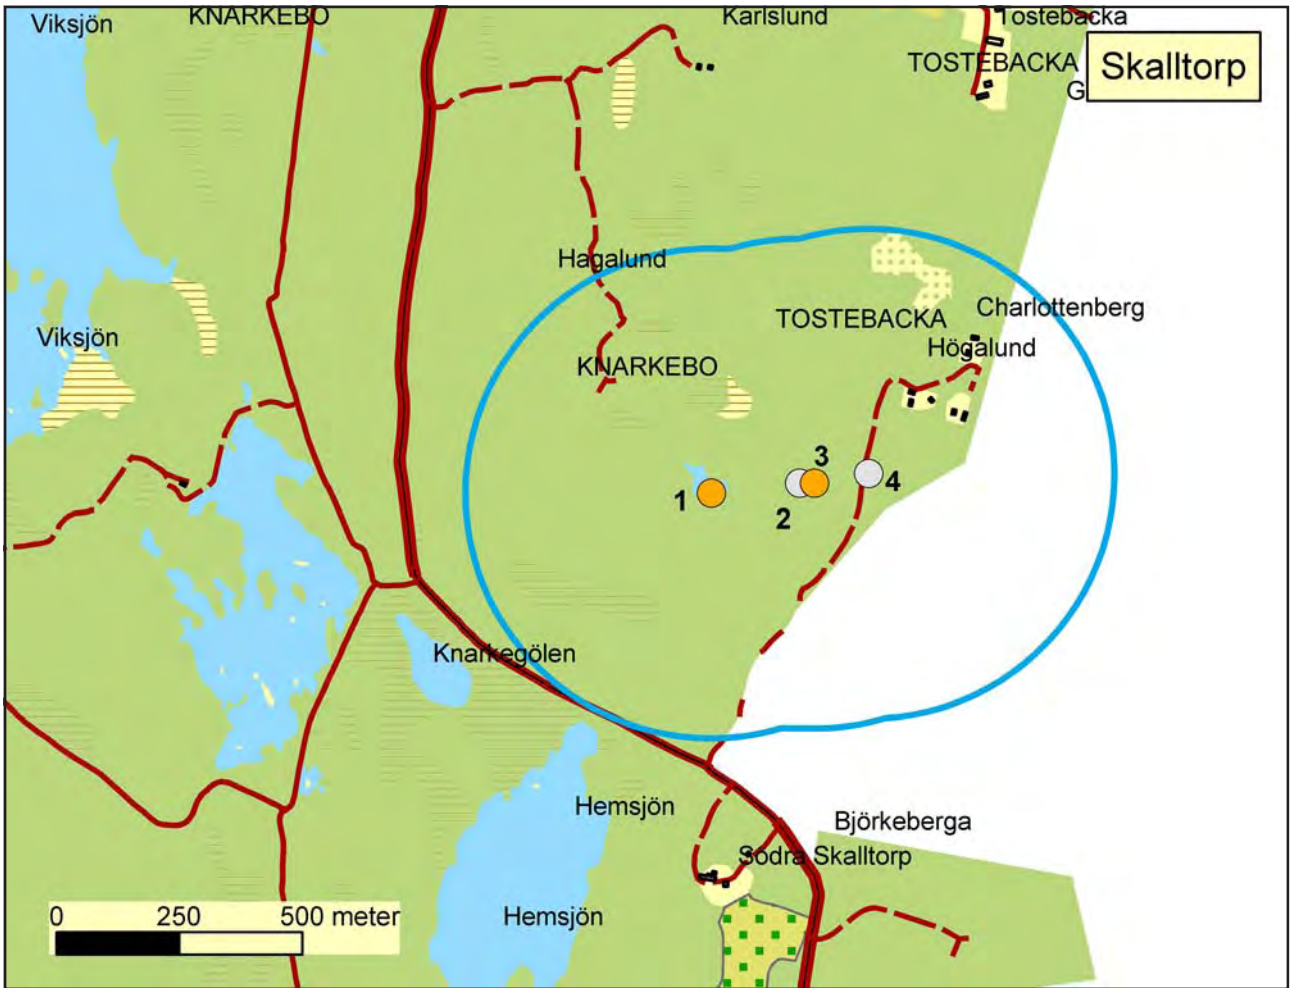 Viksjön
KNARKEBO
Karlslund
Tostebacka
TOSTEBACKA
G
Skalltorp
Hagalund
Charlottenberg
TOSTEBACKA
Viksjön
Högalund
KNARKEBO
3
4
1
2
Knarkegölen
Hemsjön
Björkeberga
Södra Skalltorp
0 250 500 meter
Hemsjön